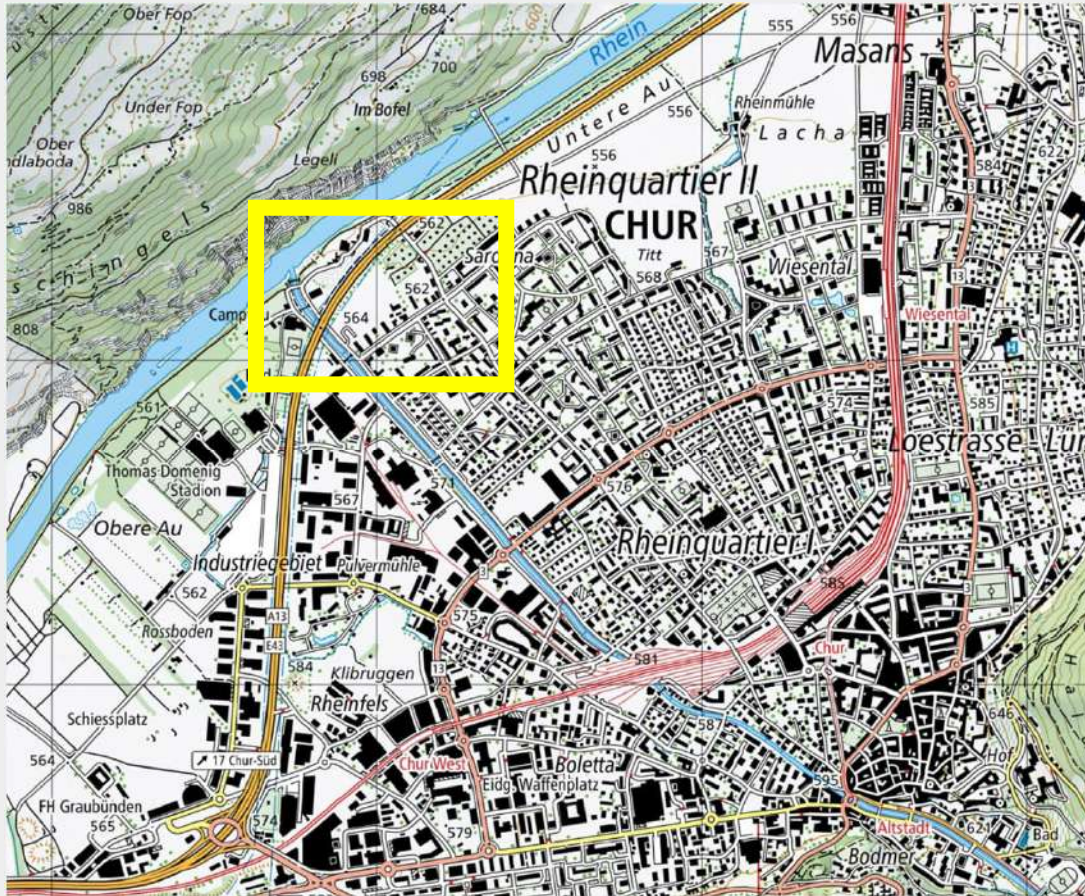 Ober Fop
684
600
555
556
Masans
Rhein
698
700
Im Bofel
Under Fop
Untere Au
556
Rheinmühle
Lacha
Ober
ndlaboda
Legeli
556
584
622
986
Rheinquartier II
3
562
CHUR
Sardona
Titt
567
568
Wiesental
13
562
808
564
Wiesental
H
561
574
585
Loestrasse
Thomas Domenig
Stadion
571
576
567
Obere Au
Rheinquartier I
Industriegebiet
Pulvermühle
3
585
562
3
A13
575
Rossboden
E43
581
Chur
584
Klibruggen
13
Rheinfels
646
Schiessplatz
587
Hof
17 Chur-Süd
564
Chur West
Boletta
Eidg. Waffenplatz
595
FH Graubünden
565
574
579
Altstadt
621
Bad
Bodmer